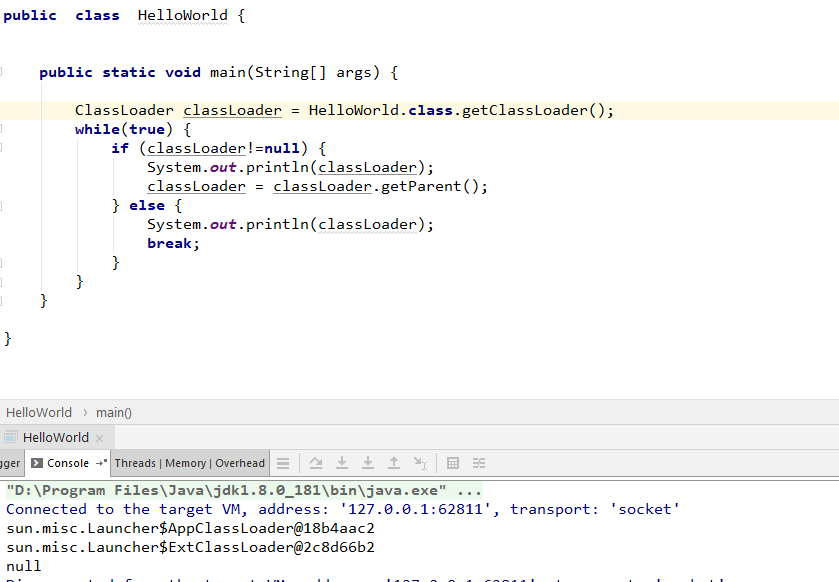 public class HelloWorld {
public static void main(String[] args) {
ClassLoader classLoader = HelloWorld.class.getClassLoader();
while(true) {
if (classLoader!=null) {
System.out.println(classLoader);
classLoader = classLoader.getParent();
} else {
System.out.println(classLoader);
break;
}
}
}
}
HelloWorld › main()
HelloWorld ×
gger Console Threads | Memory | Overhead
"D:\Program Files\Java\jdk1.8.0_181\bin\java.exe" ...
Connected to the target VM, address: '127.0.0.1:62811', transport: 'socket'
sun.misc.Launcher$AppClassLoader@18b4aac2
sun.misc.Launcher$ExtClassLoader@2c8d66b2
null